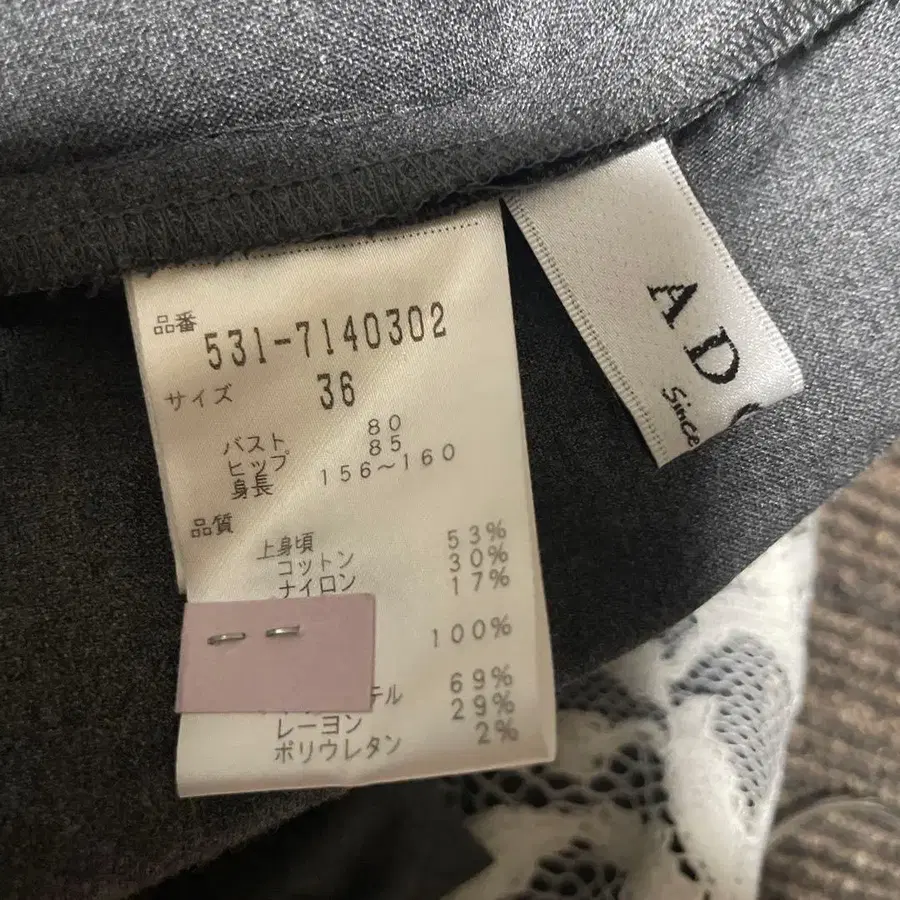 品番
531-7140302
サイズ 36
バスト 80
ヒップ 85
身長 156～160
品質
上身頃
コットン 53%
ナイロン 30%
17%
100%
テル 69%
レーヨン 29%
ポリウレタン 2%
A D
Since